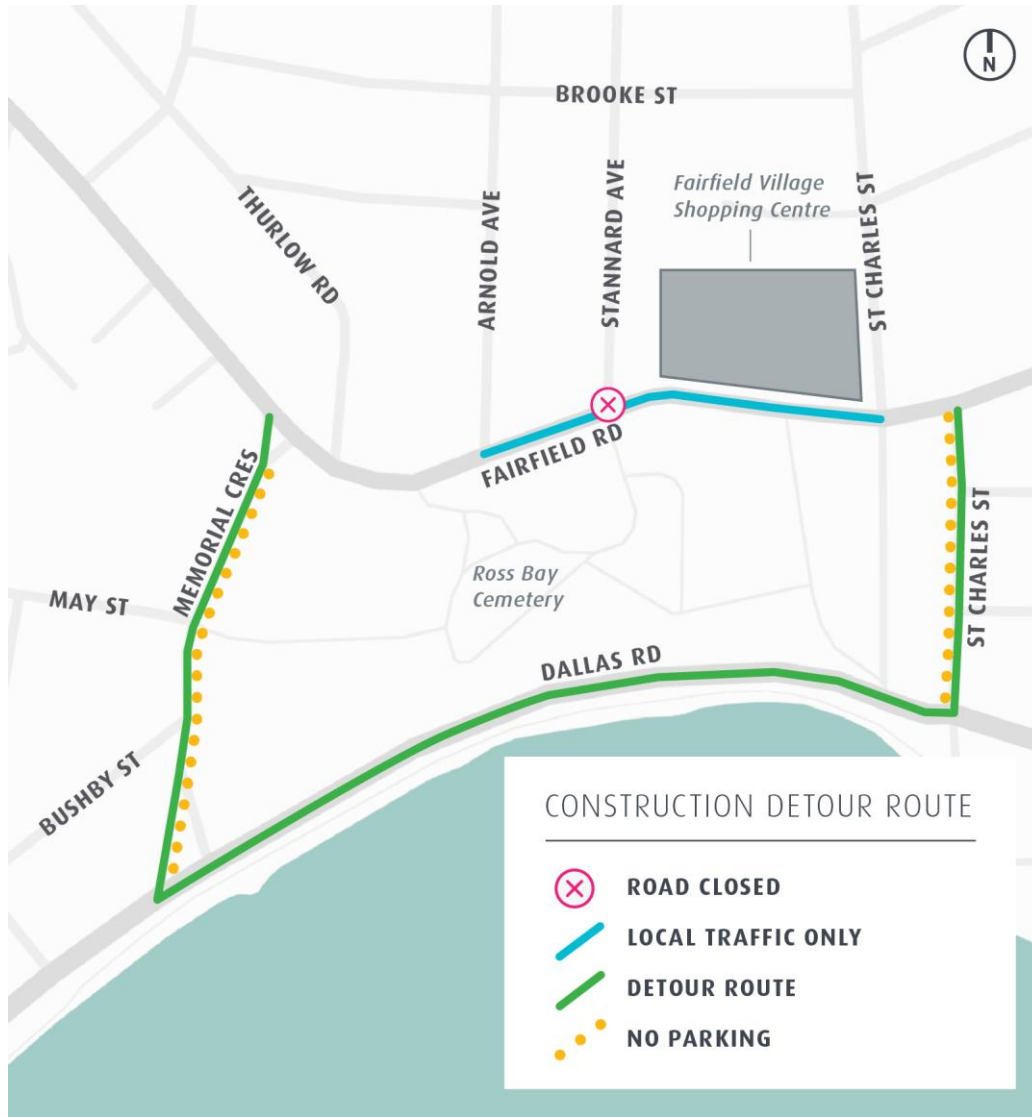 N
BROOKE ST
Fairfield Village
Shopping Centre
THURLOW RD
ARNOLD AVE
STANNARD AVE
ST CHARLES ST
FAIRFIELD RD
MEMORIAL CRES
MAY ST
Ross Bay
Cemetery
ST CHARLES ST
DALLAS RD
BUSHBY ST
CONSTRUCTION DETOUR ROUTE
ROAD CLOSED
LOCAL TRAFFIC ONLY
DETOUR ROUTE
NO PARKING